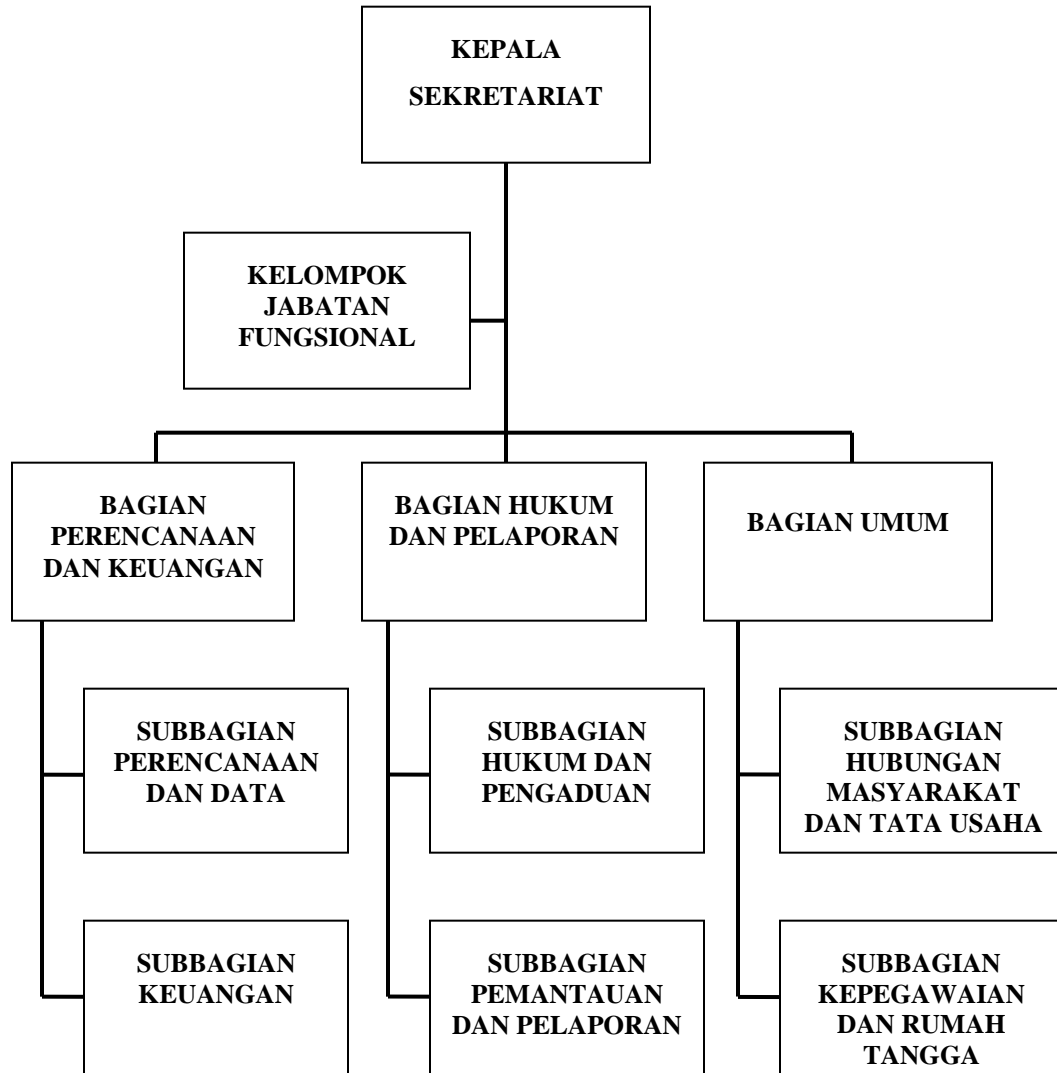 KEPALA
SEKRETARIAT
KELOMPOK
JABATAN
FUNGSIONAL
BAGIAN
PERENCANAAN
DAN KEUANGAN
BAGIAN HUKUM
DAN PELAPORAN
BAGIAN UMUM
SUBBAGIAN
PERENCANAAN
DAN DATA
SUBBAGIAN
HUKUM DAN
PENGADUAN
SUBBAGIAN
HUBUNGAN
MASYARAKAT
DAN TATA USAHA
SUBBAGIAN
KEUANGAN
SUBBAGIAN
PEMANTAUAN
DAN PELAPORAN
SUBBAGIAN
KEPEGAWAIAN
DAN RUMAH
TANGGA